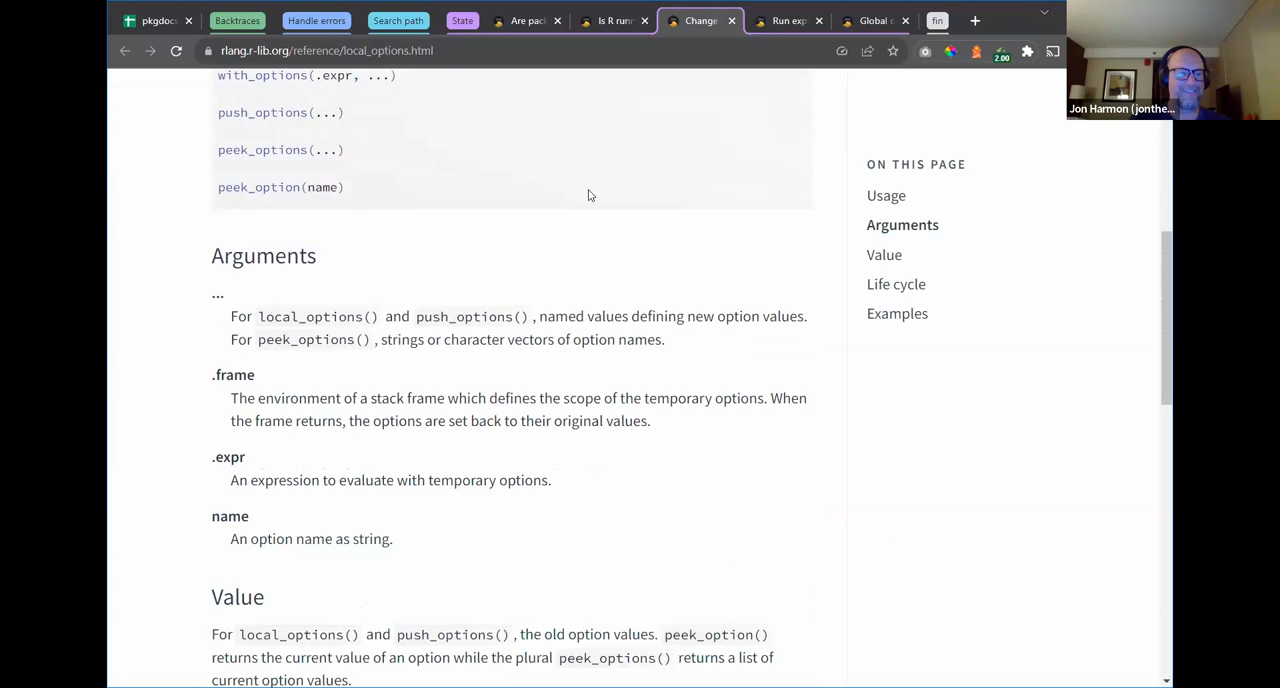 pkgdocs
Backtraces
Handle errors
Search path
State
Are pac
Is R runn
Change
Run exp
Global o
fin
rlang.r-lib.org/reference/local_options.html
2.00
Jon Harmon (jonthe...
with_options(.expr, ...)
push_options(...)
peek_options(...)
peek_option(name)
Arguments
...
For local_options() and push_options() , named values defining new option values.
For peek_options() , strings or character vectors of option names.
.frame
The environment of a stack frame which defines the scope of the temporary options. When
the frame returns, the options are set back to their original values.
.expr
An expression to evaluate with temporary options.
name
An option name as string.
Value
For local_options() and push_options() , the old option values. peek_option()
returns the current value of an option while the plural peek_options() returns a list of
current option values.
ON THIS PAGE
Usage
Arguments
Value
Life cycle
Examples